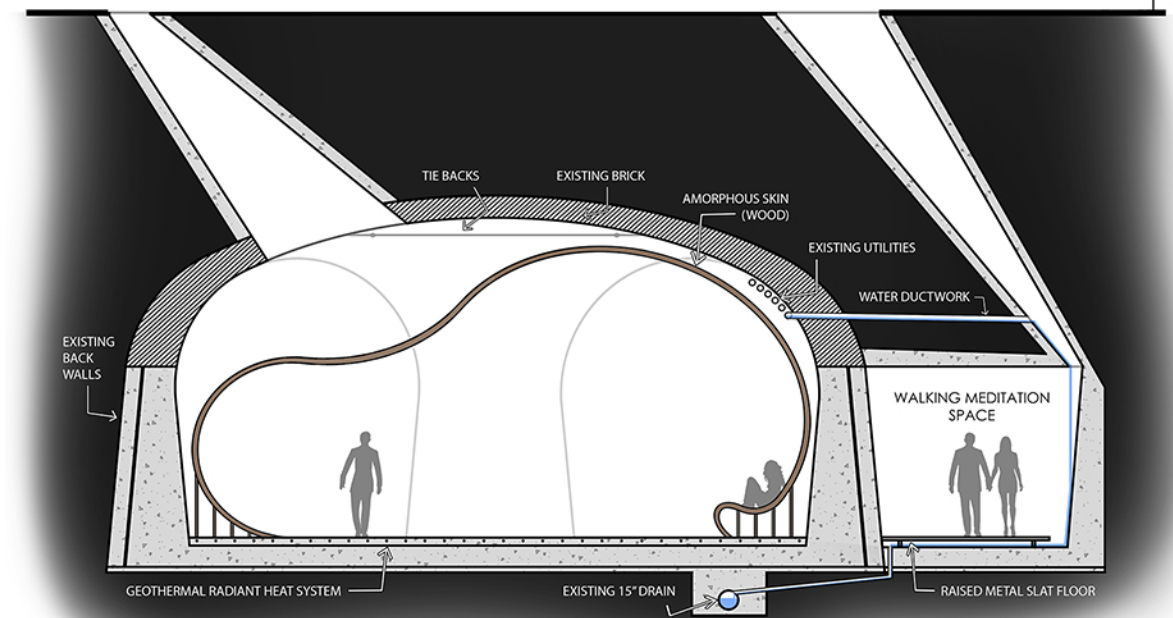 TIE BACKS
EXISTING BRICK
AMORPHOUS SKIN
(WOOD)
EXISTING UTILITIES
WATER DUCTWORK
EXISTING
BACK
WALLS
WALKING MEDITATION
SPACE
GEOTHERMAL RADIANT HEAT SYSTEM
EXISTING 15" DRAIN
RAISED METAL SLAT FLOOR